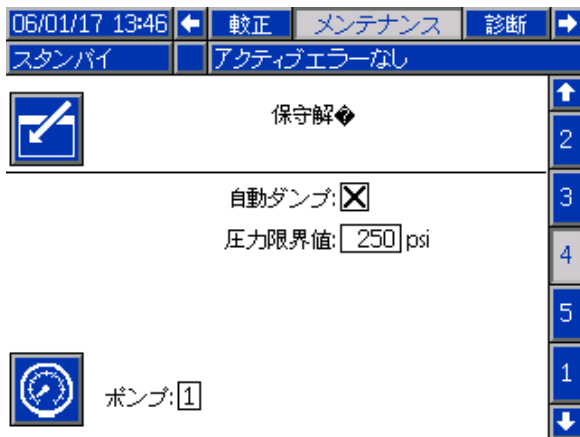 06/01/17 13:46 較正 メンテナンス 診断
スタンバイ アクティブエラーなし
保守解�
2
自動ダンプ:
3
圧力限界値: 250 psi
4
5
1
ポンプ: 1